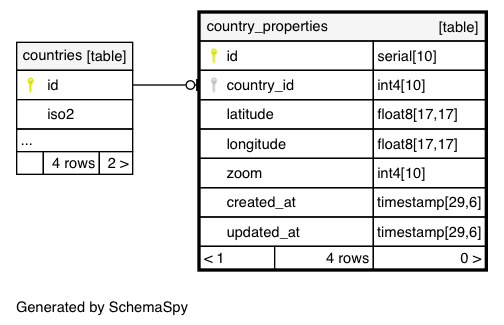 countries [table]
id
iso2
...
4 rows 2 >
country_properties [table]
id serial[10]
country_id int4[10]
latitude float8[17,17]
longitude float8[17,17]
zoom int4[10]
created_at timestamp[29,6]
updated_at timestamp[29,6]
< 1 4 rows 0 >
Generated by SchemaSpy